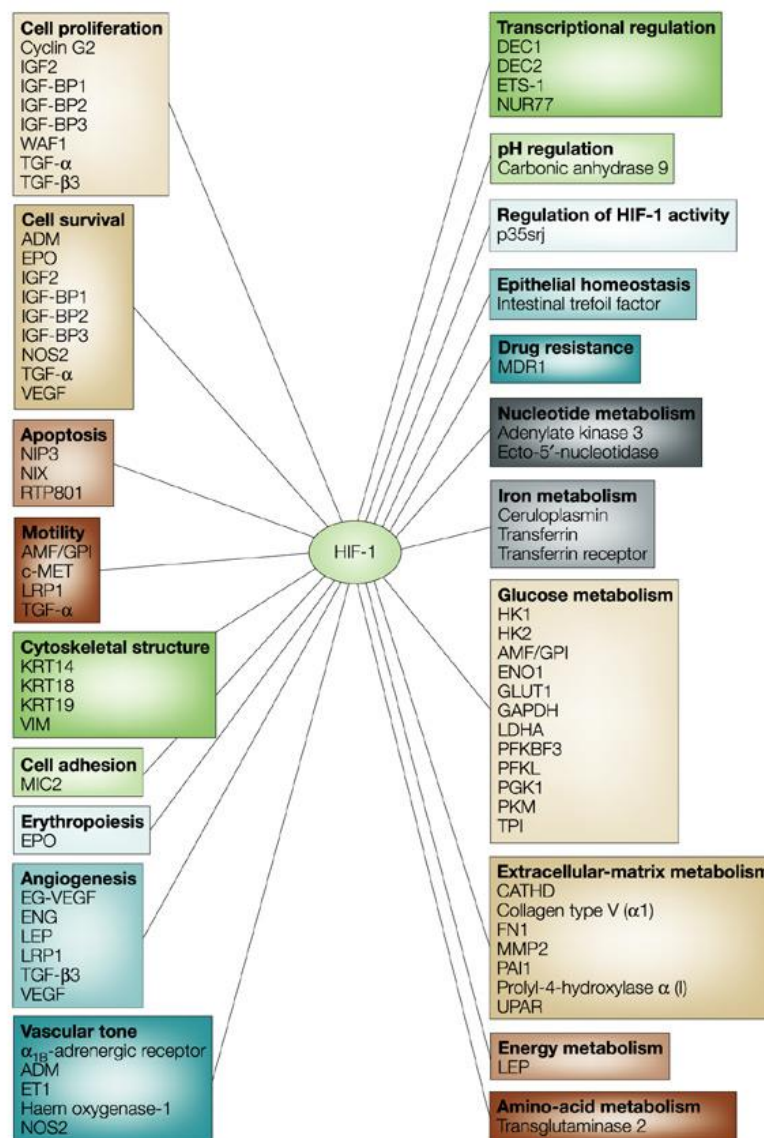 Cell proliferation
Cyclin G2
IGF2
IGF-BP1
IGF-BP2
IGF-BP3
WAF1
TGF-α
TGF-β3
Cell survival
ADM
EPO
IGF2
IGF-BP1
IGF-BP2
IGF-BP3
NOS2
TGF-α
VEGF
Apoptosis
NIP3
NIX
RTP801
Motility
AMF/GPI
c-MET
LRP1
TGF-α
Cytoskeletal structure
KRT14
KRT18
KRT19
VIM
Cell adhesion
MIC2
Erythropoiesis
EPO
Angiogenesis
EG-VEGF
ENG
LEP
LRP1
TGF-β3
VEGF
Vascular tone
α1B-adrenergic receptor
ADM
ET1
Haem oxygenase-1
NOS2
HIF-1
Transcriptional regulation
DEC1
DEC2
ETS-1
NUR77
pH regulation
Carbonic anhydrase 9
Regulation of HIF-1 activity
p35srj
Epithelial homeostasis
Intestinal trefoil factor
Drug resistance
MDR1
Nucleotide metabolism
Adenylate kinase 3
Ecto-5′-nucleotidase
Iron metabolism
Ceruloplasmin
Transferrin
Transferrin receptor
Glucose metabolism
HK1
HK2
AMF/GPI
ENO1
GLUT1
GAPDH
LDHA
PFKBF3
PFKL
PGK1
PKM
TPI
Extracellular-matrix metabolism
CATHD
Collagen type V (α1)
FN1
MMP2
PAI1
Prolyl-4-hydroxylase α (I)
UPAR
Energy metabolism
LEP
Amino-acid metabolism
Transglutaminase 2